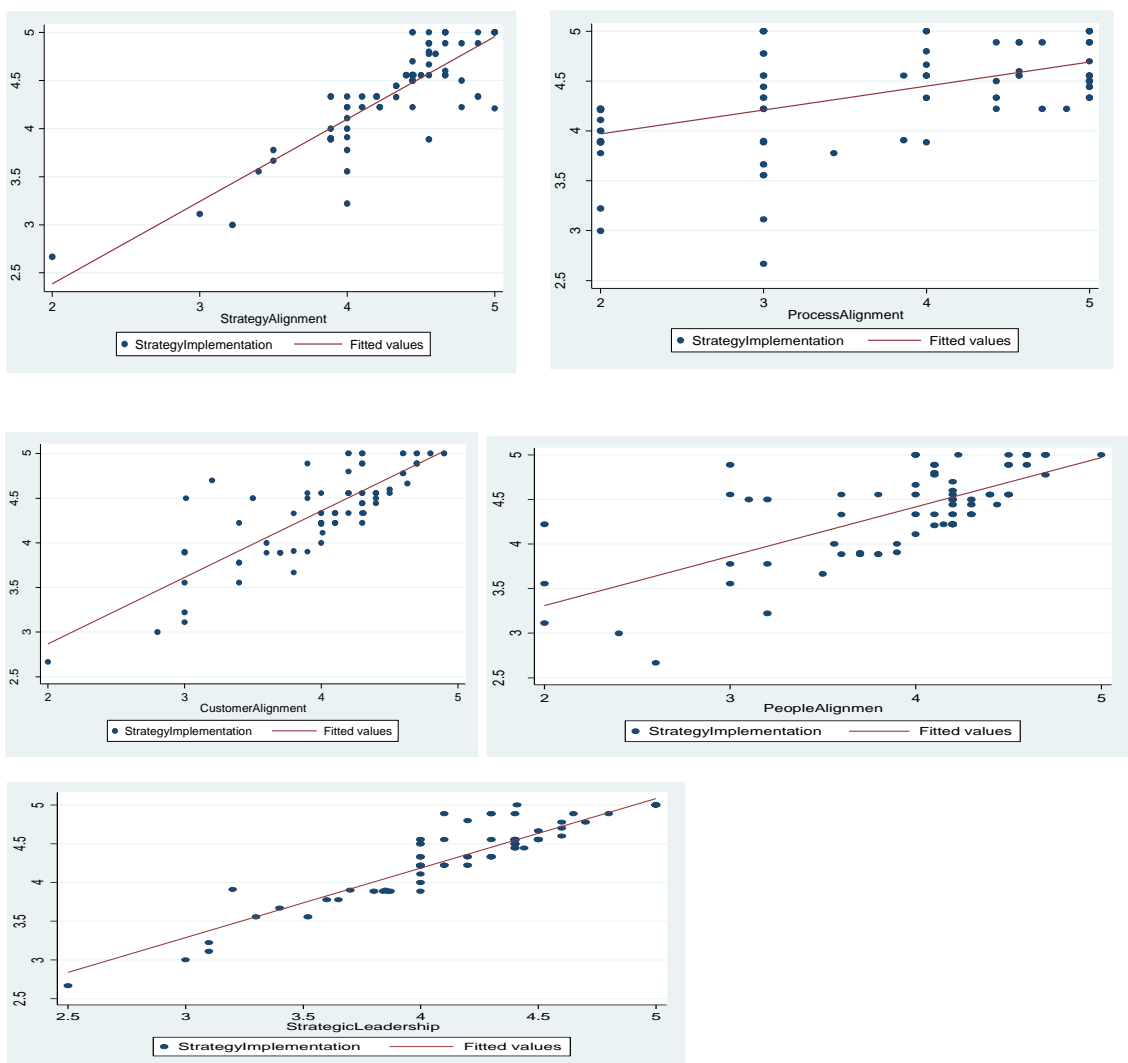 5
4.5
4
3.5
3
2.5
2 3 4 5
StrategyAlignment
StrategyImplementation Fitted values
5
4.5
4
3.5
3
2.5
2 3 4 5
ProcessAlignment
StrategyImplementation Fitted values
5
4.5
4
3.5
3
2.5
2 3 4 5
CustomerAlignment
StrategyImplementation Fitted values
5
4.5
4
3.5
3
2.5
2 3 4 5
PeopleAlignmen
StrategyImplementation Fitted values
5
4.5
4
3.5
3
2.5
2.5 3 3.5 4 4.5 5
StrategicLeadership
StrategyImplementation Fitted values